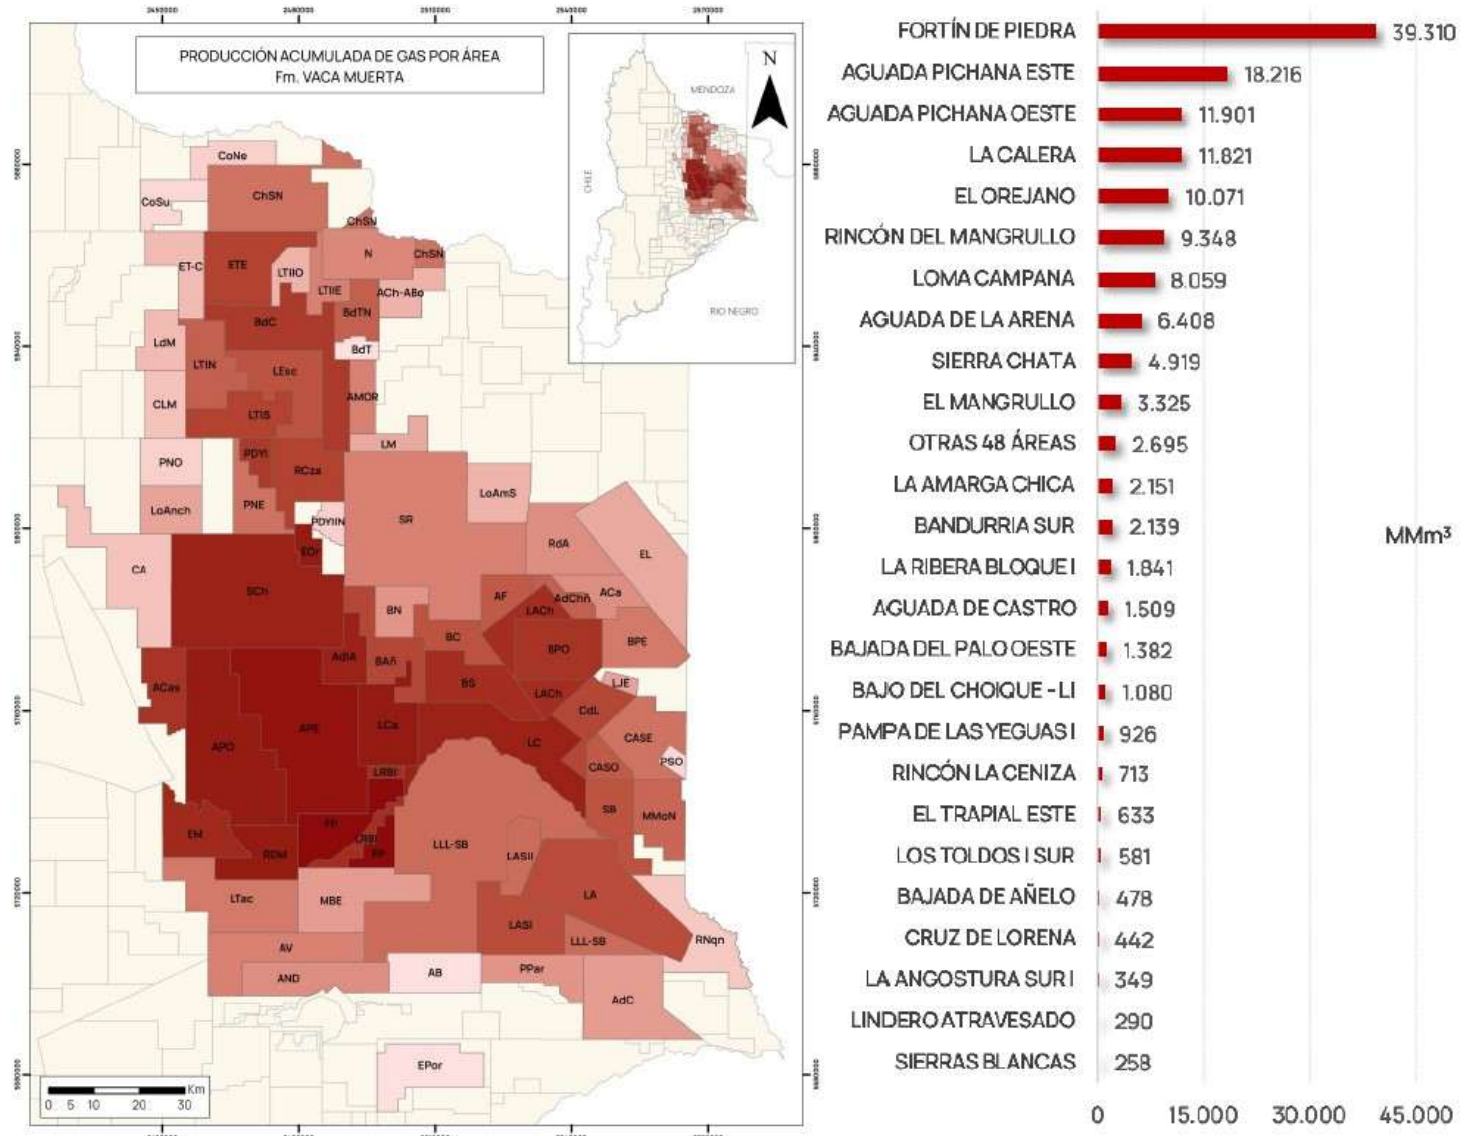 PRODUCCIÓN ACUMULADA DE GAS POR ÁREA
Fm. VACA MUERTA
N
MENDOZA
CHILE
RIO NEGRO
CoNe
CoSu
ChSN
ChSN
ChSN
ET-C
ETE
LTIIO
N
LTIIE
ACh-ABo
BdTN
BdC
BdT
LdM
LTIN
LEsc
CLM
AMOR
LTIS
LM
PDYI
PNO
RCza
LoAmS
LoAnch
PNE
PDYIIN
SR
RdA
EL
EOr
CA
SCh
BN
AF
AdChñ
ACa
LACh
BC
BPE
BPO
AdlA
BAñ
ACas
BS
LACh
LJE
CdL
APO
APE
LCa
LC
CASE
CASO
PSO
LRBI
SB
MMoN
EM
FP
LRBI
FP
RDM
LLL-SB
LASII
LTac
MBE
LA
LASI
LLL-SB
RNqn
AV
AND
AB
PPar
AdC
EPor
0 5 10 20 30
Km
FORTÍN DE PIEDRA 39.310
AGUADA PICHANA ESTE 18.216
AGUADA PICHANA OESTE 11.901
LA CALERA 11.821
EL OREJANO 10.071
RINCÓN DEL MANGRULLO 9.348
LOMA CAMPANA 8.059
AGUADA DE LA ARENA 6.408
SIERRA CHATA 4.919
EL MANGRULLO 3.325
OTRAS 48 ÁREAS 2.695
LA AMARGA CHICA 2.151
BANDURRIA SUR 2.139
MMm³
LA RIBERA BLOQUE I 1.841
AGUADA DE CASTRO 1.509
BAJADA DEL PALO OESTE 1.382
BAJO DEL CHOIQUE - LI 1.080
PAMPA DE LAS YEGUAS I 926
RINCÓN LA CENIZA 713
EL TRAPIAL ESTE 633
LOS TOLDOS I SUR 581
BAJADA DE AÑELO 478
CRUZ DE LORENA 442
LA ANGOSTURA SUR I 349
LINDERO ATRAVESADO 290
SIERRAS BLANCAS 258
0 15.000 30.000 45.000